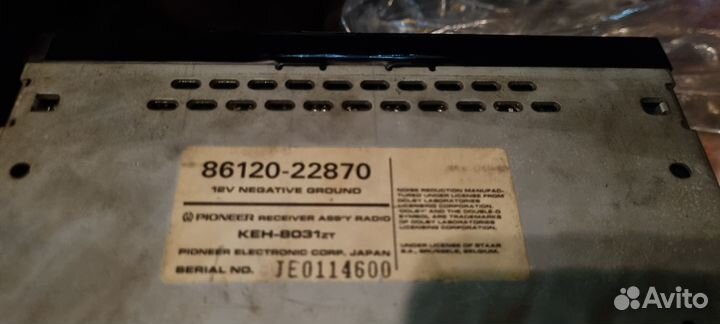 86120-22870
12V NEGATIVE GROUND
PIONEER RECEIVER ASS'Y RADIO
KEH-8031ZT
PIONEER ELECTRONIC CORP. JAPAN
SERIAL NO. JE0114600
NOISE REDUCTION MANUFAC-
TURED UNDER LICENSE FROM
DOLBY LABORATORIES
LICENSING CORPORATION.
"DOLBY" AND THE DOUBLE-D
SYMBOL ARE TRADEMARKS
OF DOLBY LABORATORIES
LICENSING CORPORATION.
UNDER LICENSE OF STAAR
S.A., BRUSSELS, BELGIUM.
Avito